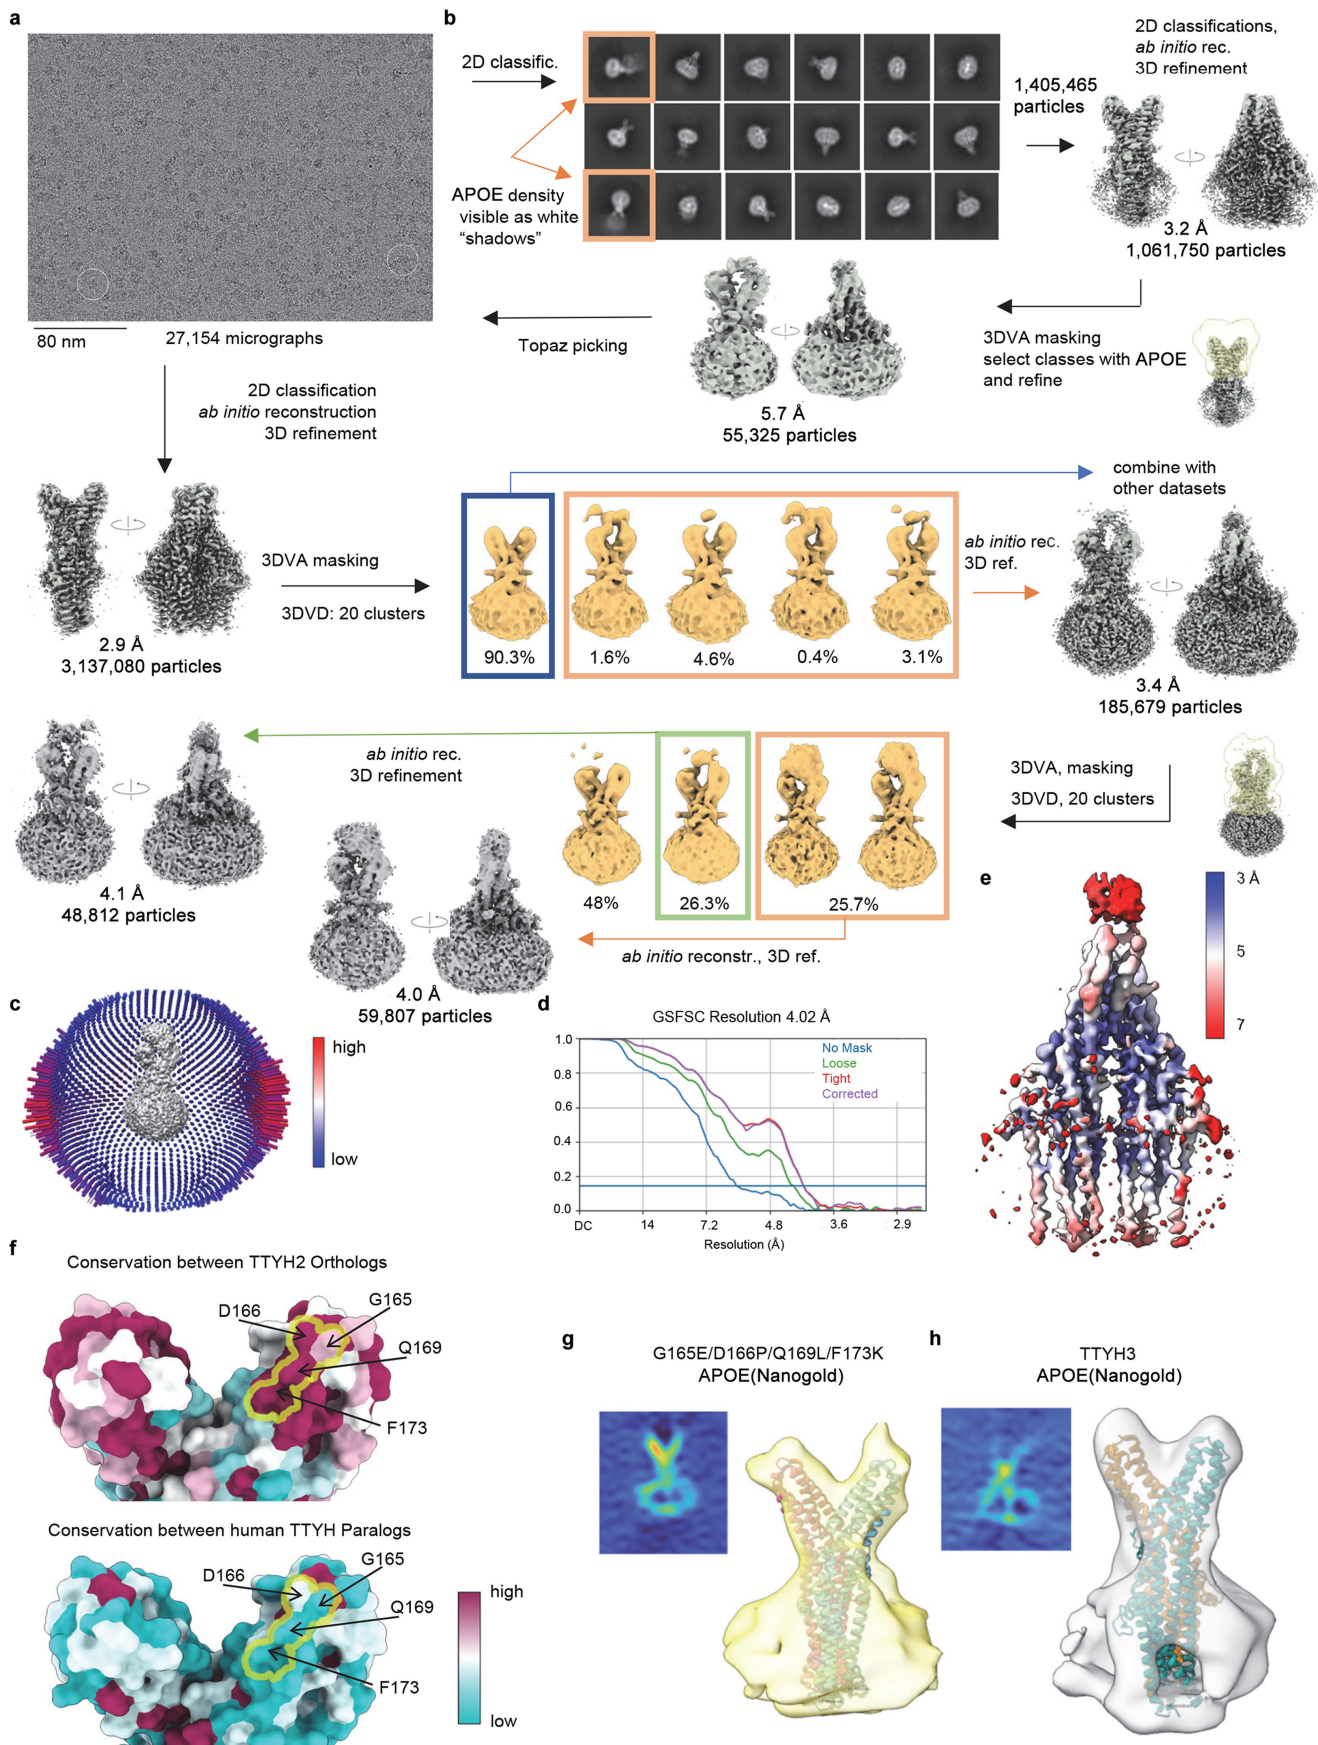 a
80 nm
27,154 micrographs
2D classification
ab initio reconstruction
3D refinement
b
2D classific.
APOE density
visible as white
“shadows”
1,405,465
particles
2D classifications,
ab initio rec.
3D refinement
3.2 Å
1,061,750 particles
3DVA masking
select classes with APOE
and refine
5.7 Å
55,325 particles
Topaz picking
2.9 Å
3,137,080 particles
3DVA masking
3DVD: 20 clusters
90.3%
1.6%
4.6%
0.4%
3.1%
combine with
other datasets
ab initio rec.
3D ref.
3.4 Å
185,679 particles
3DVA, masking
3DVD, 20 clusters
48%
26.3%
25.7%
ab initio rec.
3D refinement
4.1 Å
48,812 particles
ab initio reconstr., 3D ref.
4.0 Å
59,807 particles
c
high
low
d
GSFSC Resolution 4.02 Å
No Mask
Loose
Tight
Corrected
1.0
0.8
0.6
0.4
0.2
0.0
DC
14
7.2
4.8
3.6
2.9
Resolution (Å)
e
3 Å
5
7
f
Conservation between TTYH2 Orthologs
D166
G165
Q169
F173
Conservation between human TTYH Paralogs
D166
G165
Q169
F173
high
low
g
G165E/D166P/Q169L/F173K
APOE(Nanogold)
h
TTYH3
APOE(Nanogold)